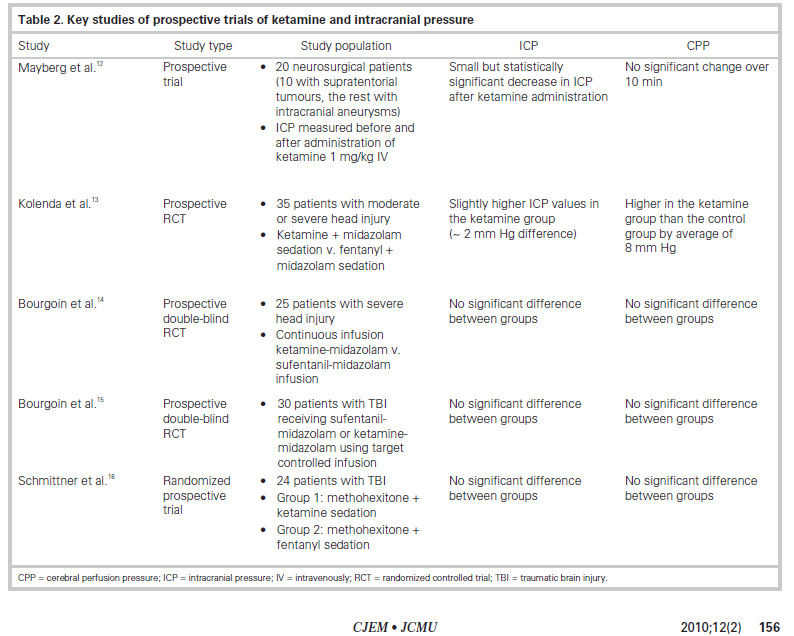 Table 2. Key studies of prospective trials of ketamine and intracranial pressure
Study Study type Study population ICP CPP
Mayberg et al.12
Prospective
trial
• 20 neurosurgical patients
(10 with supratentorial
tumours, the rest with
intracranial aneurysms)
• ICP measured before and
after administration of
ketamine 1 mg/kg IV
Small but statistically
significant decrease in ICP
after ketamine administration
No significant change over
10 min
Kolenda et al.13
Prospective
RCT
• 35 patients with moderate
or severe head injury
• Ketamine + midazolam
sedation v. fentanyl +
midazolam sedation
Slightly higher ICP values in
the ketamine group
(~ 2 mm Hg difference)
Higher in the ketamine
group than the control
group by average of
8 mm Hg
Bourgoin et al.14
Prospective
double-blind
RCT
• 25 patients with severe
head injury
• Continuous infusion
ketamine-midazolam v.
sufentanil-midazolam
infusion
No significant difference
between groups
No significant difference
between groups
Bourgoin et al.15
Prospective
double-blind
RCT
• 30 patients with TBI
receiving sufentanil-
midazolam or ketamine-
midazolam using target
controlled infusion
No significant difference
between groups
No significant difference
between groups
Schmittner et al.16
Randomized
prospective
trial
• 24 patients with TBI
• Group 1: methohexitone +
ketamine sedation
• Group 2: methohexitone +
fentanyl sedation
No significant difference
between groups
No significant difference
between groups
CPP = cerebral perfusion pressure; ICP = intracranial pressure; IV = intravenously; RCT = randomized controlled trial; TBI = traumatic brain injury.
CJEM • JCMU 2010;12(2) 156